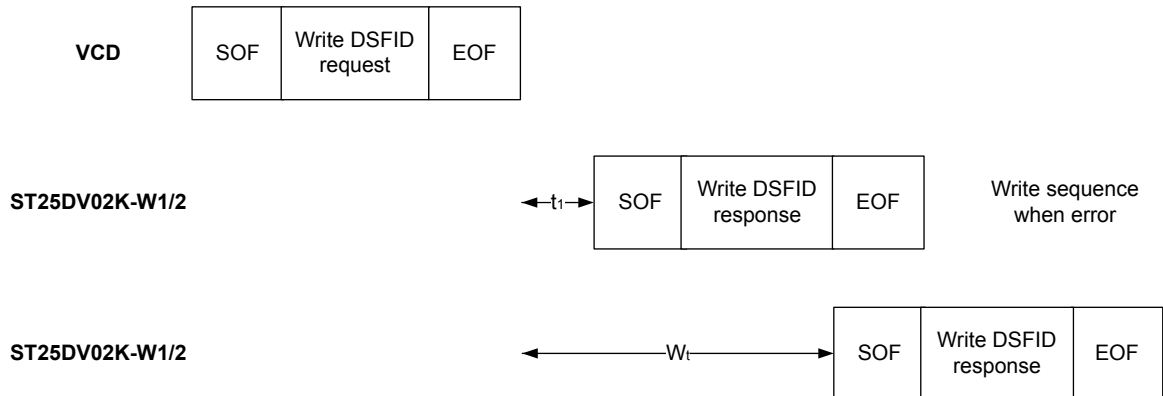 VCD
SOF
Write DSFID
request
EOF
ST25DV02K-W1/2
t1
SOF
Write DSFID
response
EOF
Write sequence
when error
ST25DV02K-W1/2
Wt
SOF
Write DSFID
response
EOF